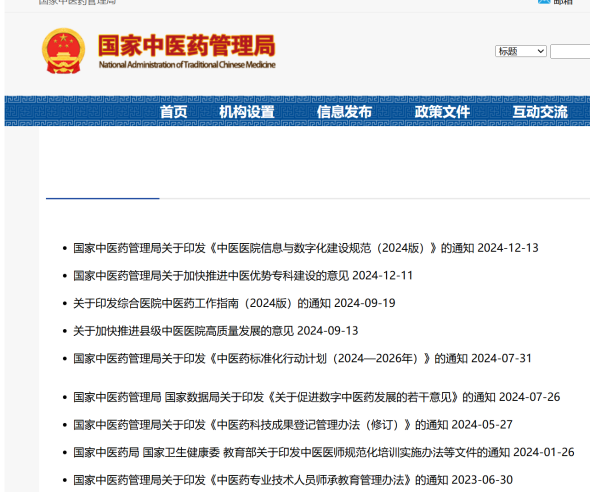 国家中医药管理局
邮箱
国家中医药管理局
National Administration of Traditional Chinese Medicine
标题
首页 机构设置 信息发布 政策文件 互动交流
国家中医药管理局关于印发《中医医院信息与数字化建设规范（2024版）》的通知 2024-12-13
国家中医药管理局关于加快推进中医优势专科建设的意见 2024-12-11
关于印发综合医院中医药工作指南（2024版）的通知 2024-09-19
关于加快推进县级中医医院高质量发展的意见 2024-09-13
国家中医药管理局关于印发《中医药标准化行动计划（2024—2026年）》的通知 2024-07-31
国家中医药管理局 国家数据局关于印发《关于促进数字中医药发展的若干意见》的通知 2024-07-26
国家中医药管理局关于印发《中医药科技成果登记管理办法（修订）》的通知 2024-05-27
国家中医药局 国家卫生健康委 教育部关于印发中医医师规范化培训实施办法等文件的通知 2024-01-26
国家中医药管理局关于印发《中医药专业技术人员师承教育管理办法》的通知 2023-06-30